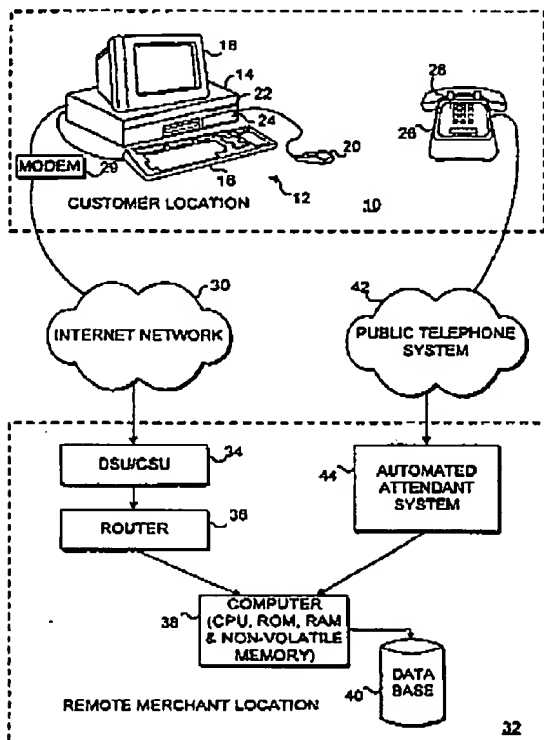 18
14
22
24
20
MODEM
29
16
12
28
26
CUSTOMER LOCATION
10
30
INTERNET NETWORK
42
PUBLIC TELEPHONE
SYSTEM
DSU/CSU
34
ROUTER
36
44
AUTOMATED
ATTENDANT
SYSTEM
38
COMPUTER
(CPU, ROM, RAM
& NON-VOLATILE
MEMORY)
40
DATA
BASE
REMOTE MERCHANT LOCATION
32